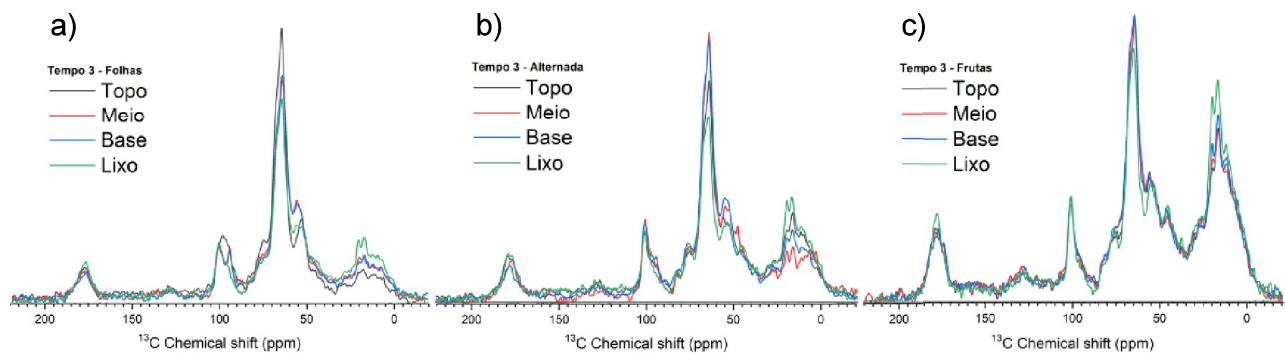 a)
Tempo 3 - Folhas
Topo
Meio
Base
Lixo
200 150 100 50 0
13C Chemical shift (ppm)
b)
Tempo 3 - Alternada
Topo
Meio
Base
Lixo
200 150 100 50 0
13C Chemical shift (ppm)
c)
Tempo 3 - Frutas
Topo
Meio
Base
Lixo
200 150 100 50 0
13C Chemical shift (ppm)